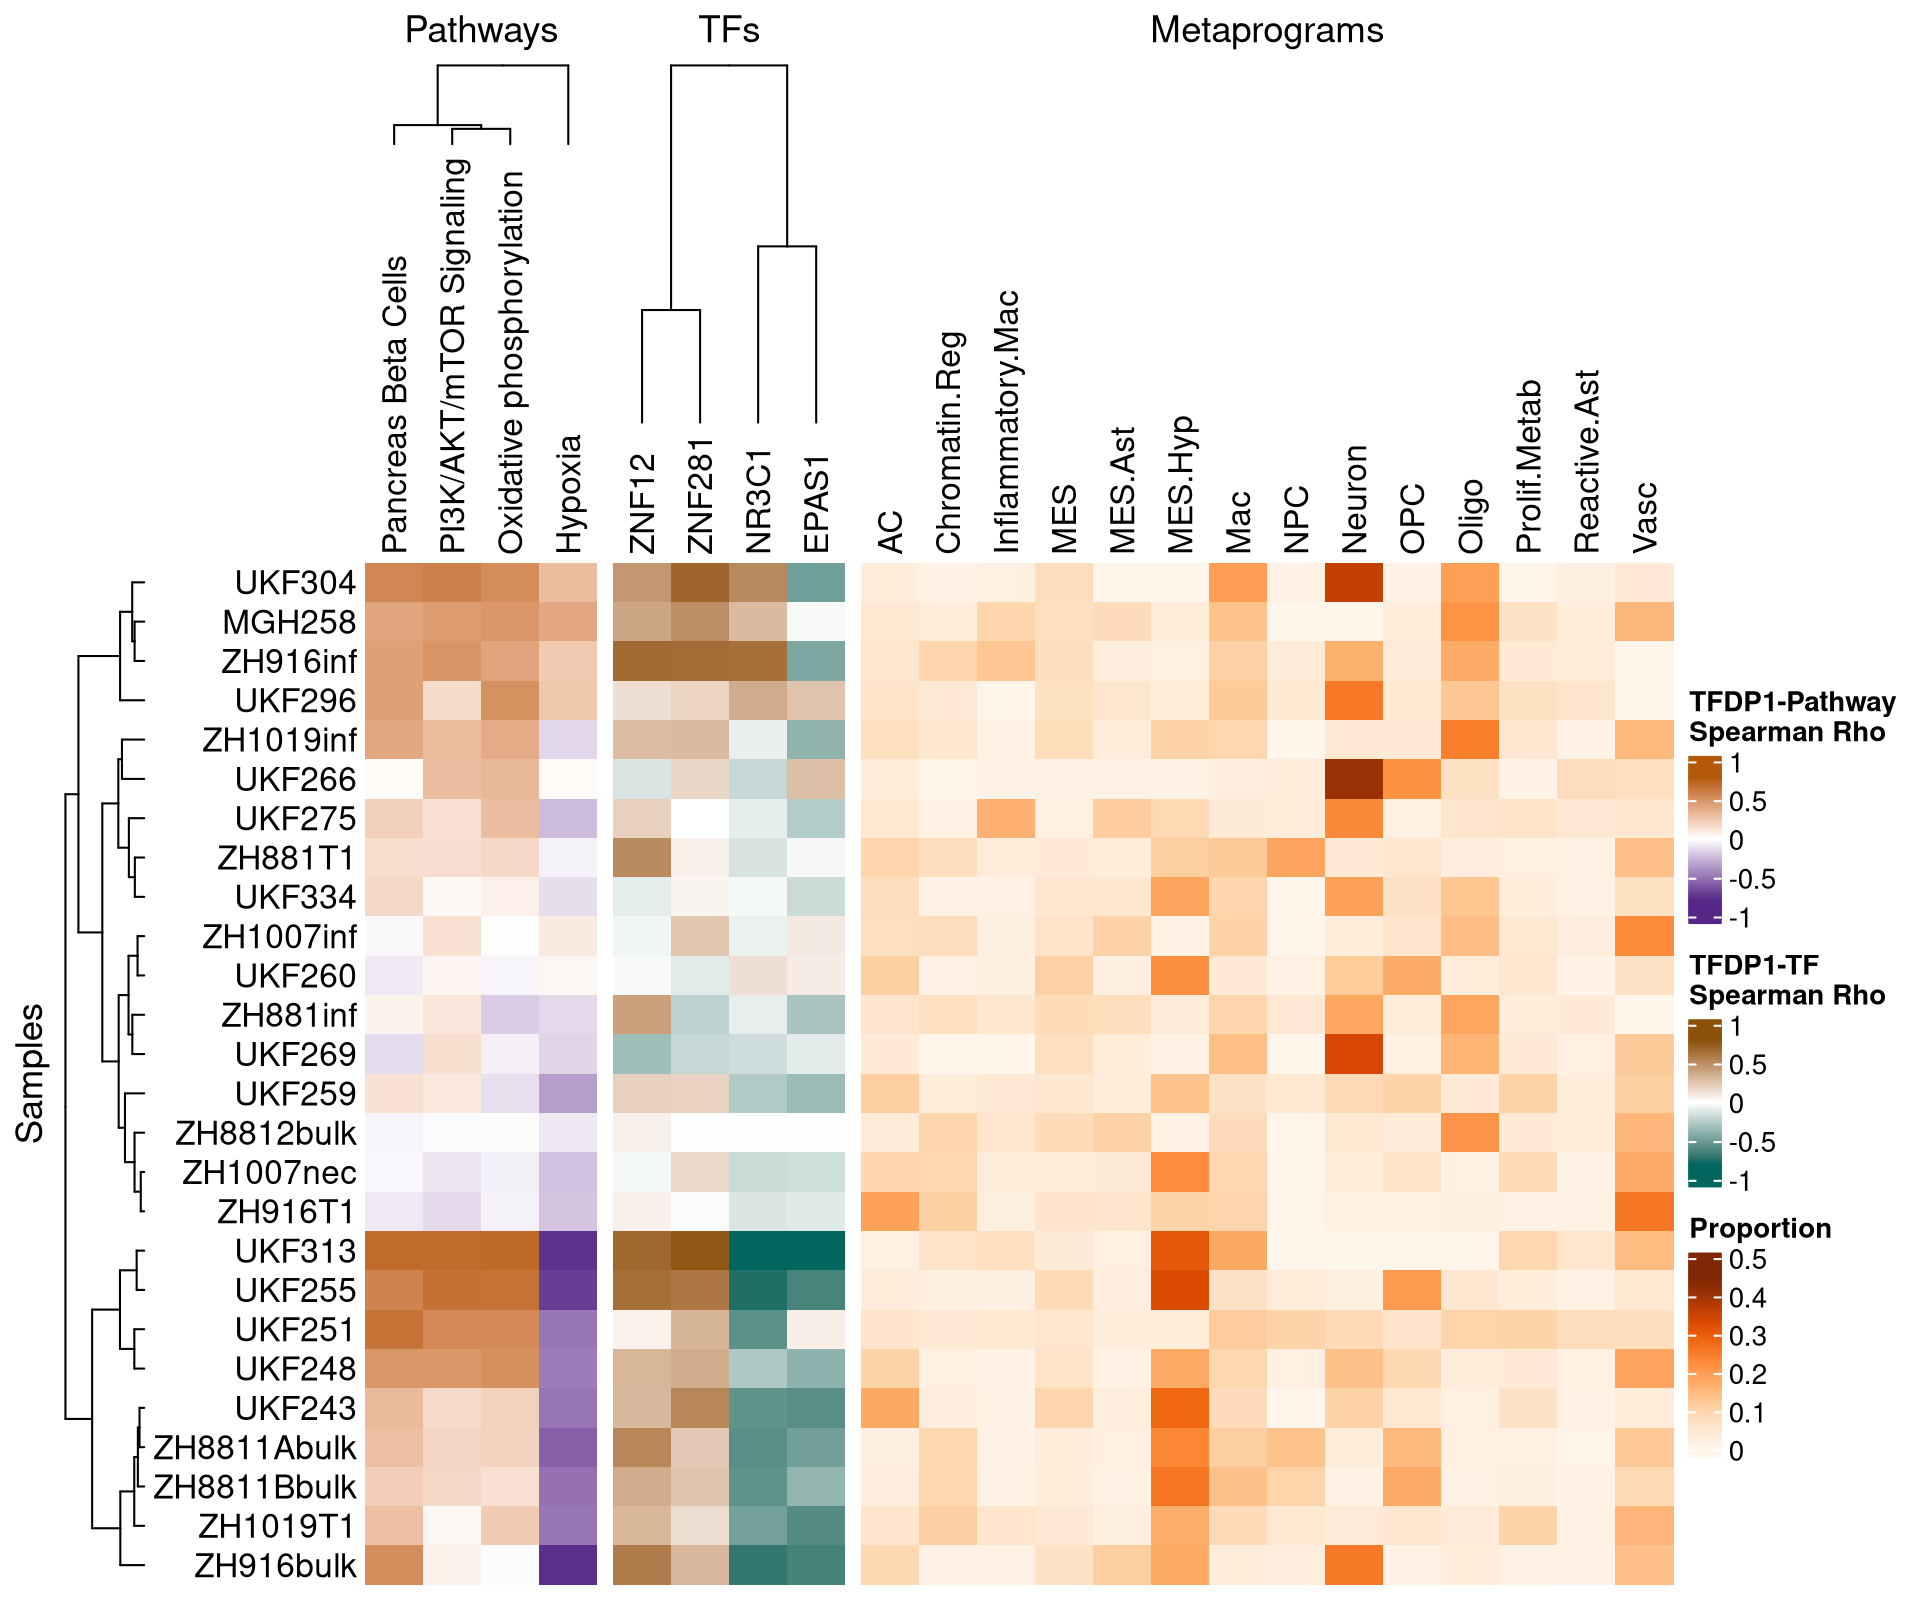 Pathways
TFs
Metaprograms
Pancreas Beta Cells
PI3K/AKT/mTOR Signaling
Oxidative phosphorylation
Hypoxia
ZNF12
ZNF281
NR3C1
EPAS1
AC
Chromatin.Reg
Inflammatory.Mac
MES
MES.Ast
MES.Hyp
Mac
NPC
Neuron
OPC
Oligo
Prolif.Metab
Reactive.Ast
Vasc
Samples
UKF304
MGH258
ZH916inf
UKF296
ZH1019inf
UKF266
UKF275
ZH881T1
UKF334
ZH1007inf
UKF260
ZH881inf
UKF269
UKF259
ZH8812bulk
ZH1007nec
ZH916T1
UKF313
UKF255
UKF251
UKF248
UKF243
ZH8811Abulk
ZH8811Bbulk
ZH1019T1
ZH916bulk
TFDP1-Pathway
Spearman Rho
1
0.5
0
-0.5
-1
TFDP1-TF
Spearman Rho
1
0.5
0
-0.5
-1
Proportion
0.5
0.4
0.3
0.2
0.1
0